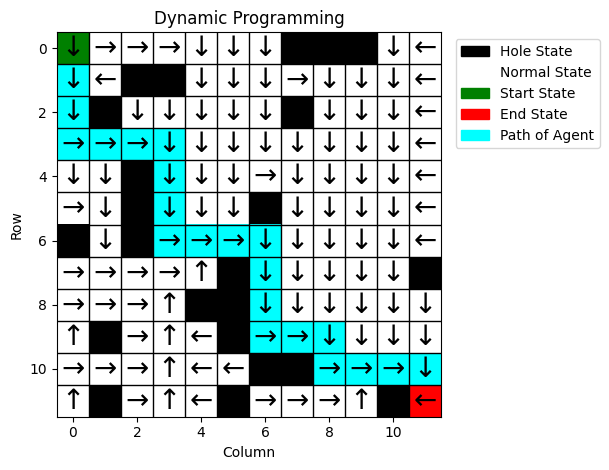 Dynamic Programming
Hole State
Normal State
Start State
End State
Path of Agent
Row
0
2
4
6
8
10
0 2 4 6 8 10
Column